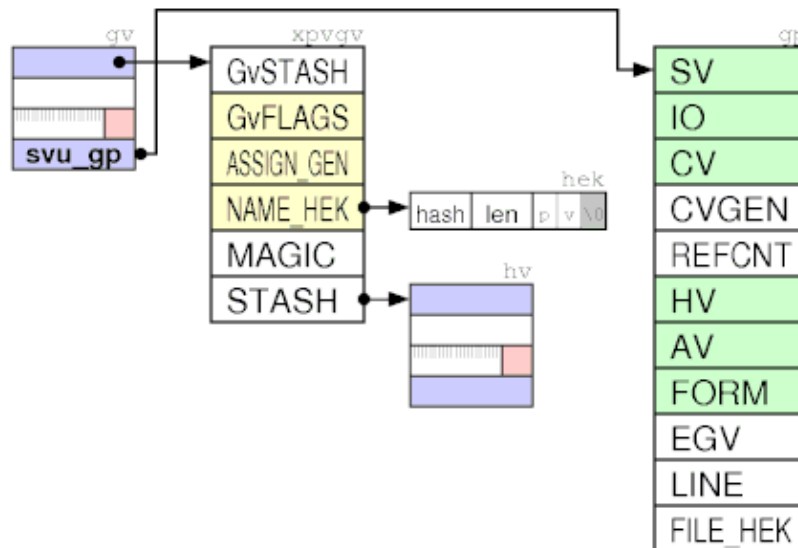 gv
xpvgv
gp
svu_gp
GvSTASH
GvFLAGS
ASSIGN_GEN
NAME_HEK
MAGIC
STASH
hek
hash len p v \0
hv
SV
IO
CV
CVGEN
REFCNT
HV
AV
FORM
EGV
LINE
FILE_HEK